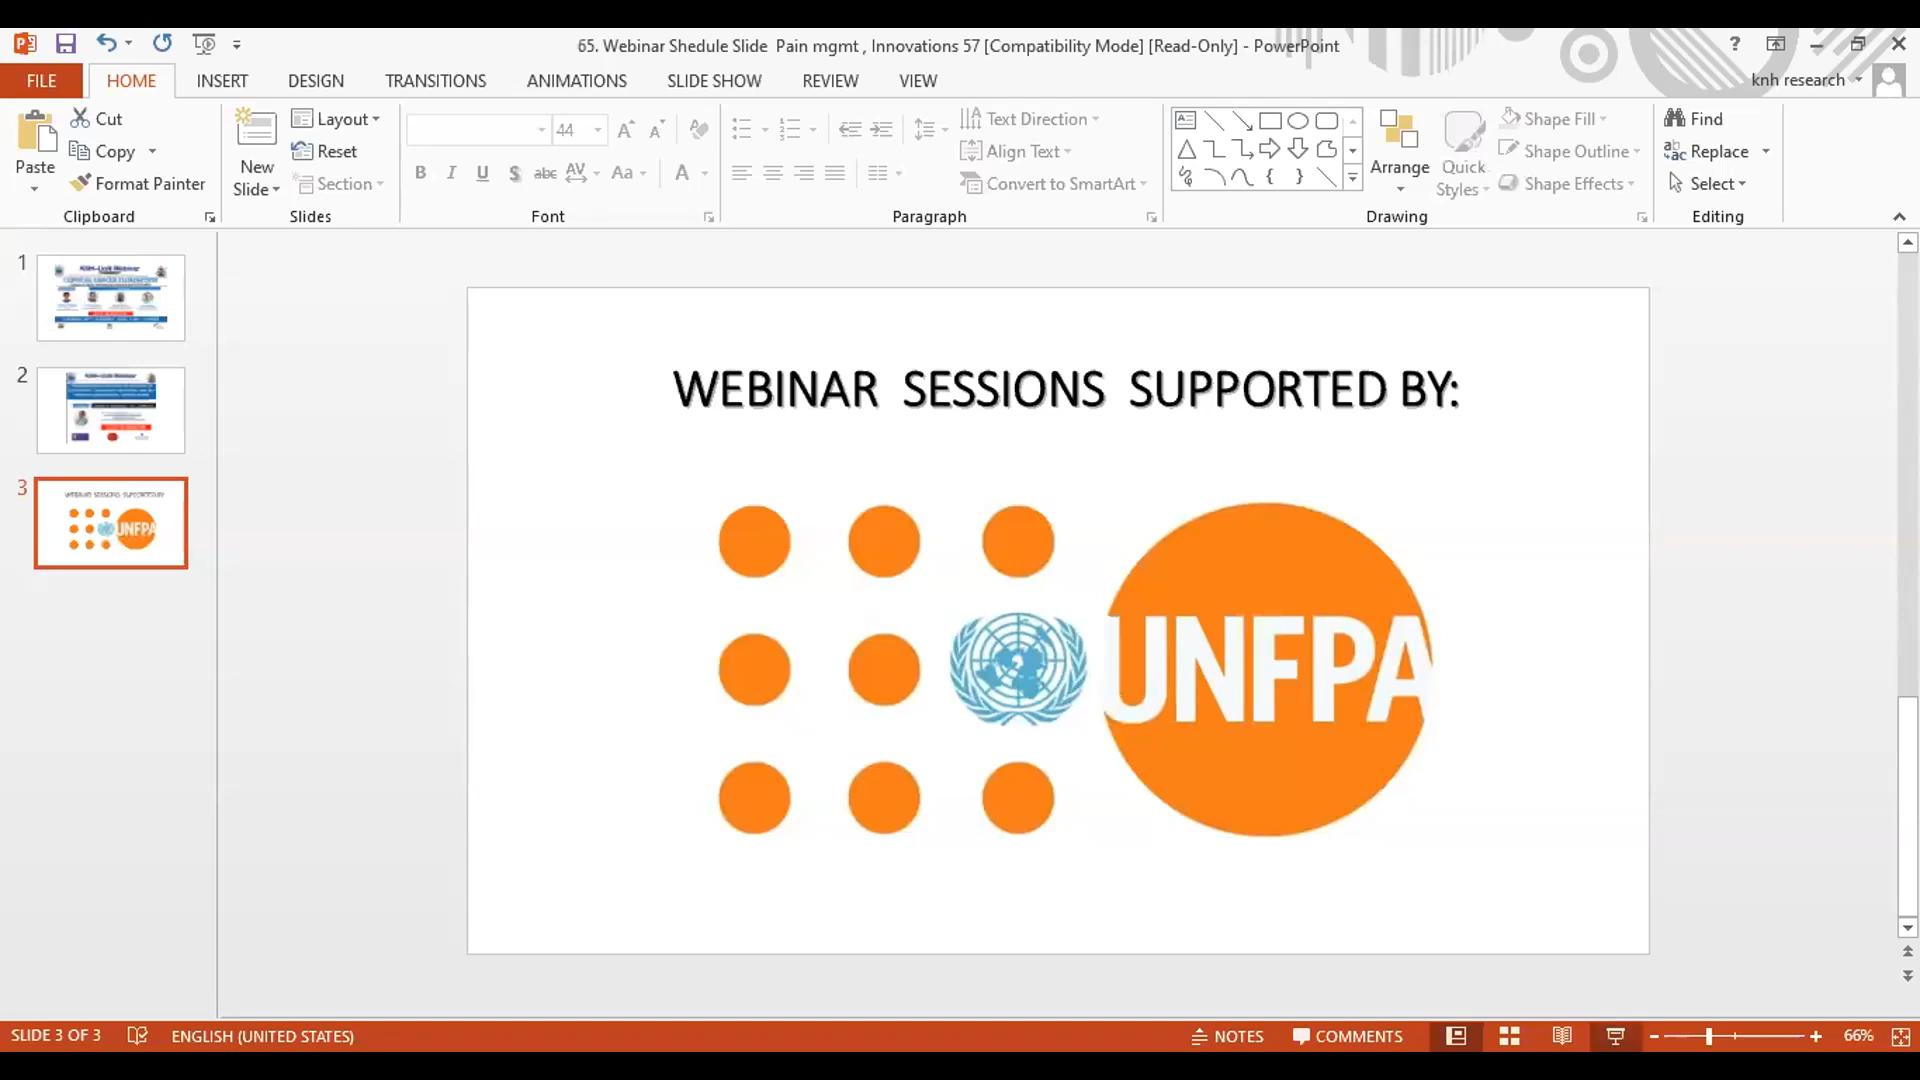 65. Webinar Shedule Slide  Pain mgmt , Innovations 57 [Compatibility Mode] [Read-Only] - PowerPoint
?
FILE
HOME
INSERT
DESIGN
TRANSITIONS
ANIMATIONS
SLIDE SHOW
REVIEW
VIEW
knh research
Paste
Cut
Copy
Format Painter
Clipboard
New Slide
Layout
Reset
Section
Slides
44
B I U S abc AV Aa A
Font
Paragraph
Text Direction
Align Text
Convert to SmartArt
Arrange
Quick Styles
Shape Fill
Shape Outline
Shape Effects
Drawing
Find
Replace
Select
Editing
1
2
3
WEBINAR SESSIONS SUPPORTED BY:
UNFPA
SLIDE 3 OF 3
ENGLISH (UNITED STATES)
NOTES
COMMENTS
66%